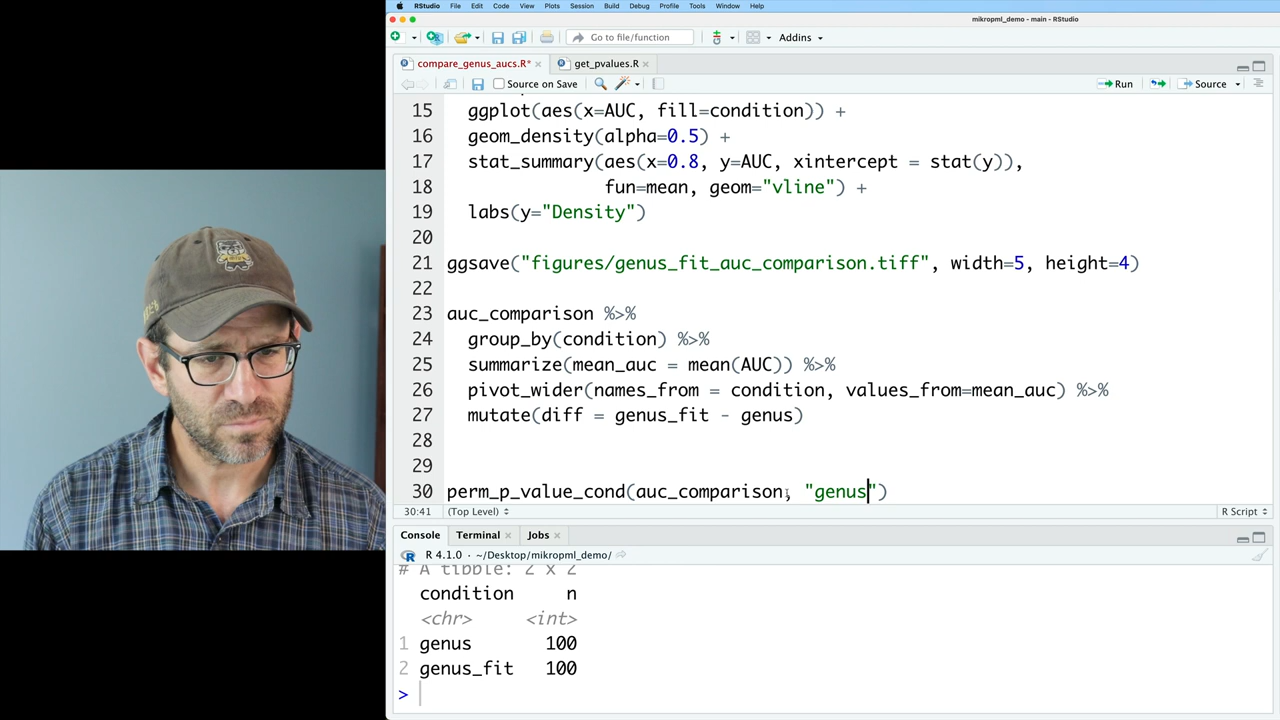 RStudio File Edit Code View Plots Session Build Debug Profile Tools Window Help
mikropml_demo - main - RStudio
Go to file/function Addins
compare_genus_aucs.R* get_pvalues.R
Source on Save Run Source
15 ggplot(aes(x=AUC, fill=condition)) +
16 geom_density(alpha=0.5) +
17 stat_summary(aes(x=0.8, y=AUC, xintercept = stat(y)),
18 fun=mean, geom="vline") +
19 labs(y="Density")
20
21 ggsave("figures/genus_fit_auc_comparison.tiff", width=5, height=4)
22
23 auc_comparison %>%
24 group_by(condition) %>%
25 summarize(mean_auc = mean(AUC)) %>%
26 pivot_wider(names_from = condition, values_from=mean_auc) %>%
27 mutate(diff = genus_fit - genus)
28
29
30 perm_p_value_cond(auc_comparison, "genus")
30:41 (Top Level) R Script
Console Terminal Jobs
R 4.1.0 · ~/Desktop/mikropml_demo/
# A tibble: 2 x 2
condition n
<chr> <int>
1 genus 100
2 genus_fit 100
>